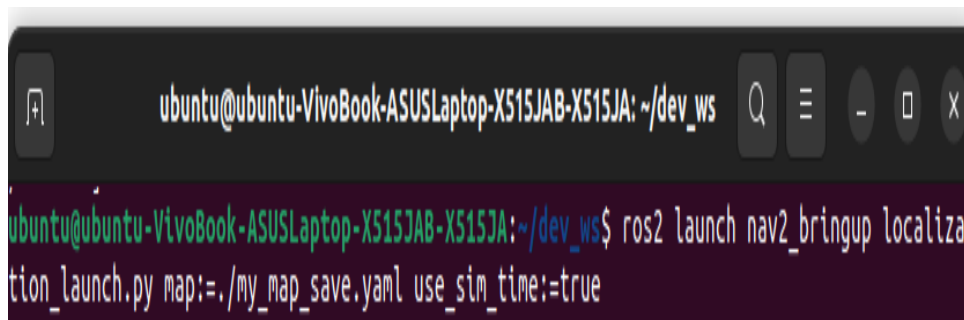 ubuntu@ubuntu-VivoBook-ASUSLaptop-X515JAB-X515JA: ~/dev_ws
ubuntu@ubuntu-VivoBook-ASUSLaptop-X515JAB-X515JA:~/dev_ws$ ros2 launch nav2_bringup localiza
tion_launch.py map:=./my_map_save.yaml use_sim_time:=true